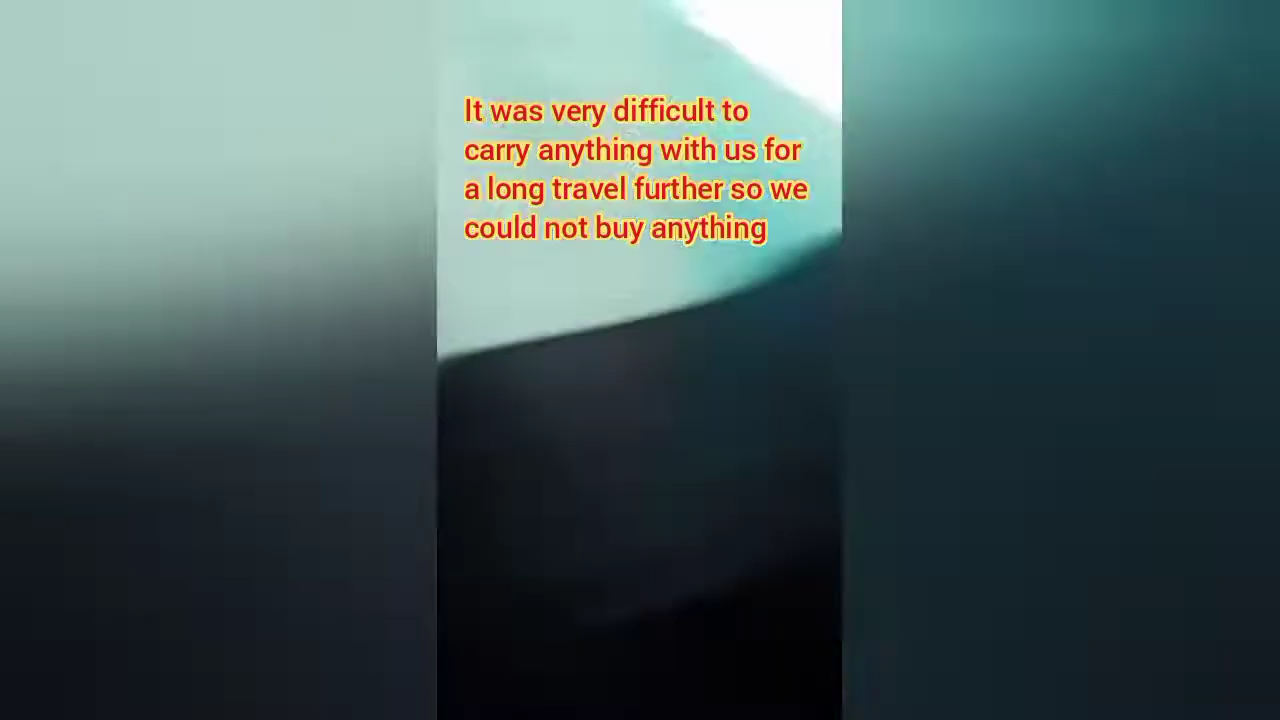 It was very difficult to
carry anything with us for
a long travel further so we
could not buy anything